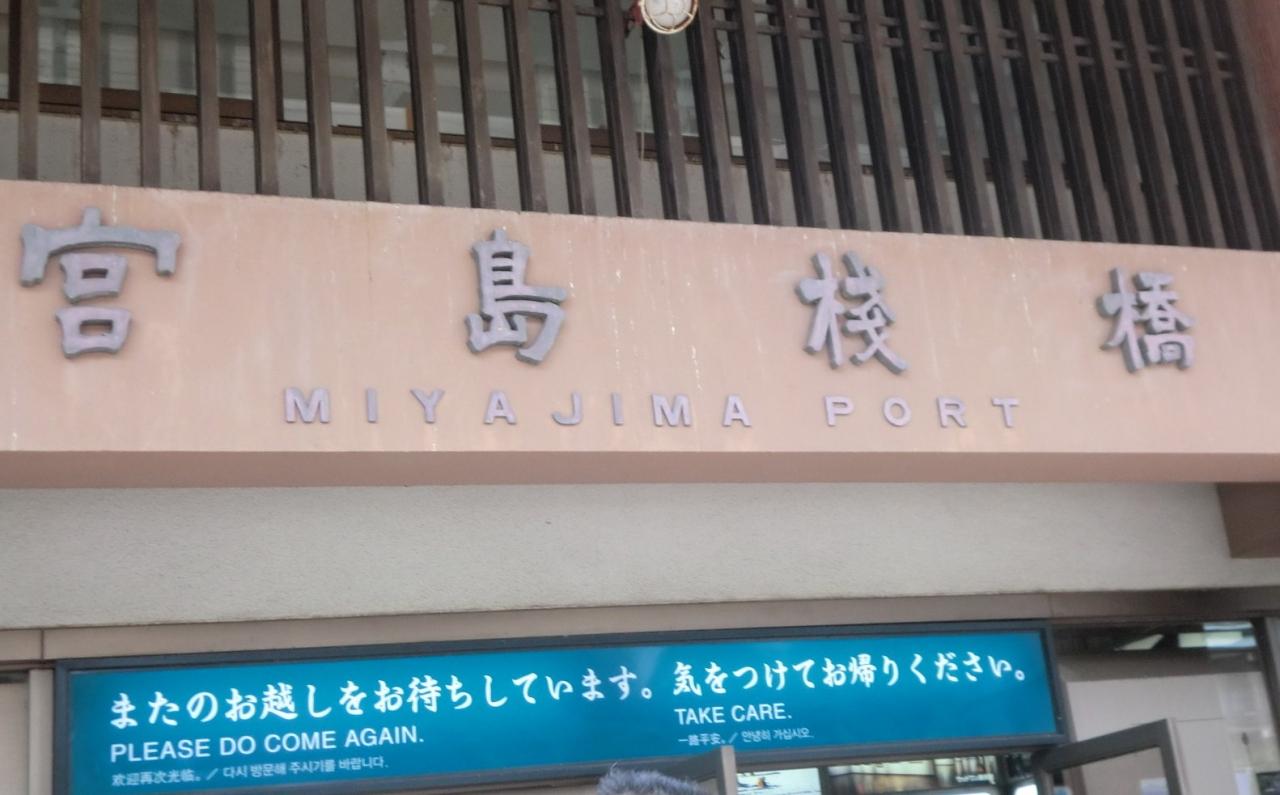 宮島棧橋
MIYAJIMA PORT
またのお越しをお待ちしています。気をつけてお帰りください。
PLEASE DO COME AGAIN.
TAKE CARE.
欢迎再次光临。／다시 방문해 주시기를 바랍니다.
一路平安。／안녕히 가십시오.